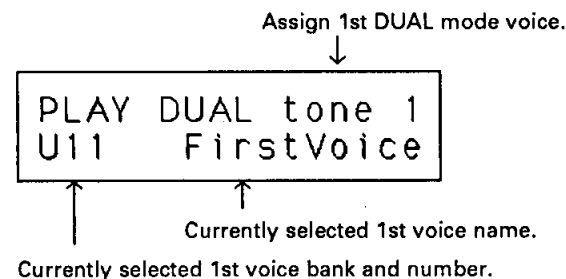 Assign 1st DUAL mode voice.
PLAY DUAL tone 1
U11 FirstVoice
Currently selected 1st voice name.
Currently selected 1st voice bank and number.